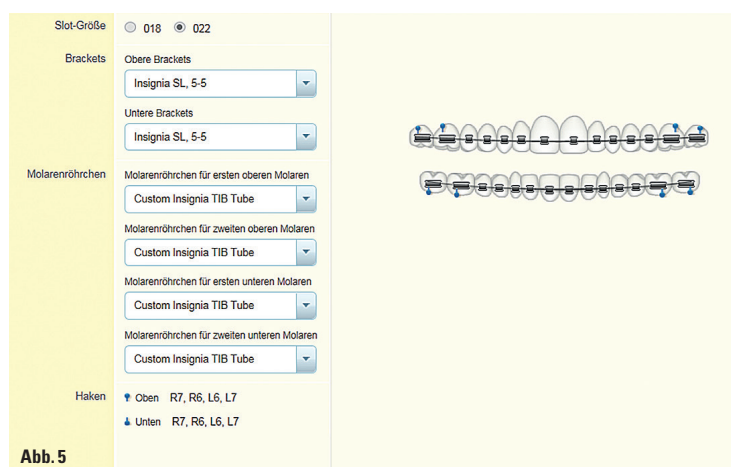 Slot-Größe 018 022
Brackets Obere Brackets
Insignia SL, 5-5
Untere Brackets
Insignia SL, 5-5
Molarenröhrchen Molarenröhrchen für ersten oberen Molaren
Custom Insignia TIB Tube
Molarenröhrchen für zweiten oberen Molaren
Custom Insignia TIB Tube
Molarenröhrchen für ersten unteren Molaren
Custom Insignia TIB Tube
Molarenröhrchen für zweiten unteren Molaren
Custom Insignia TIB Tube
Haken Oben R7, R6, L6, L7
Unten R7, R6, L6, L7
Abb. 5